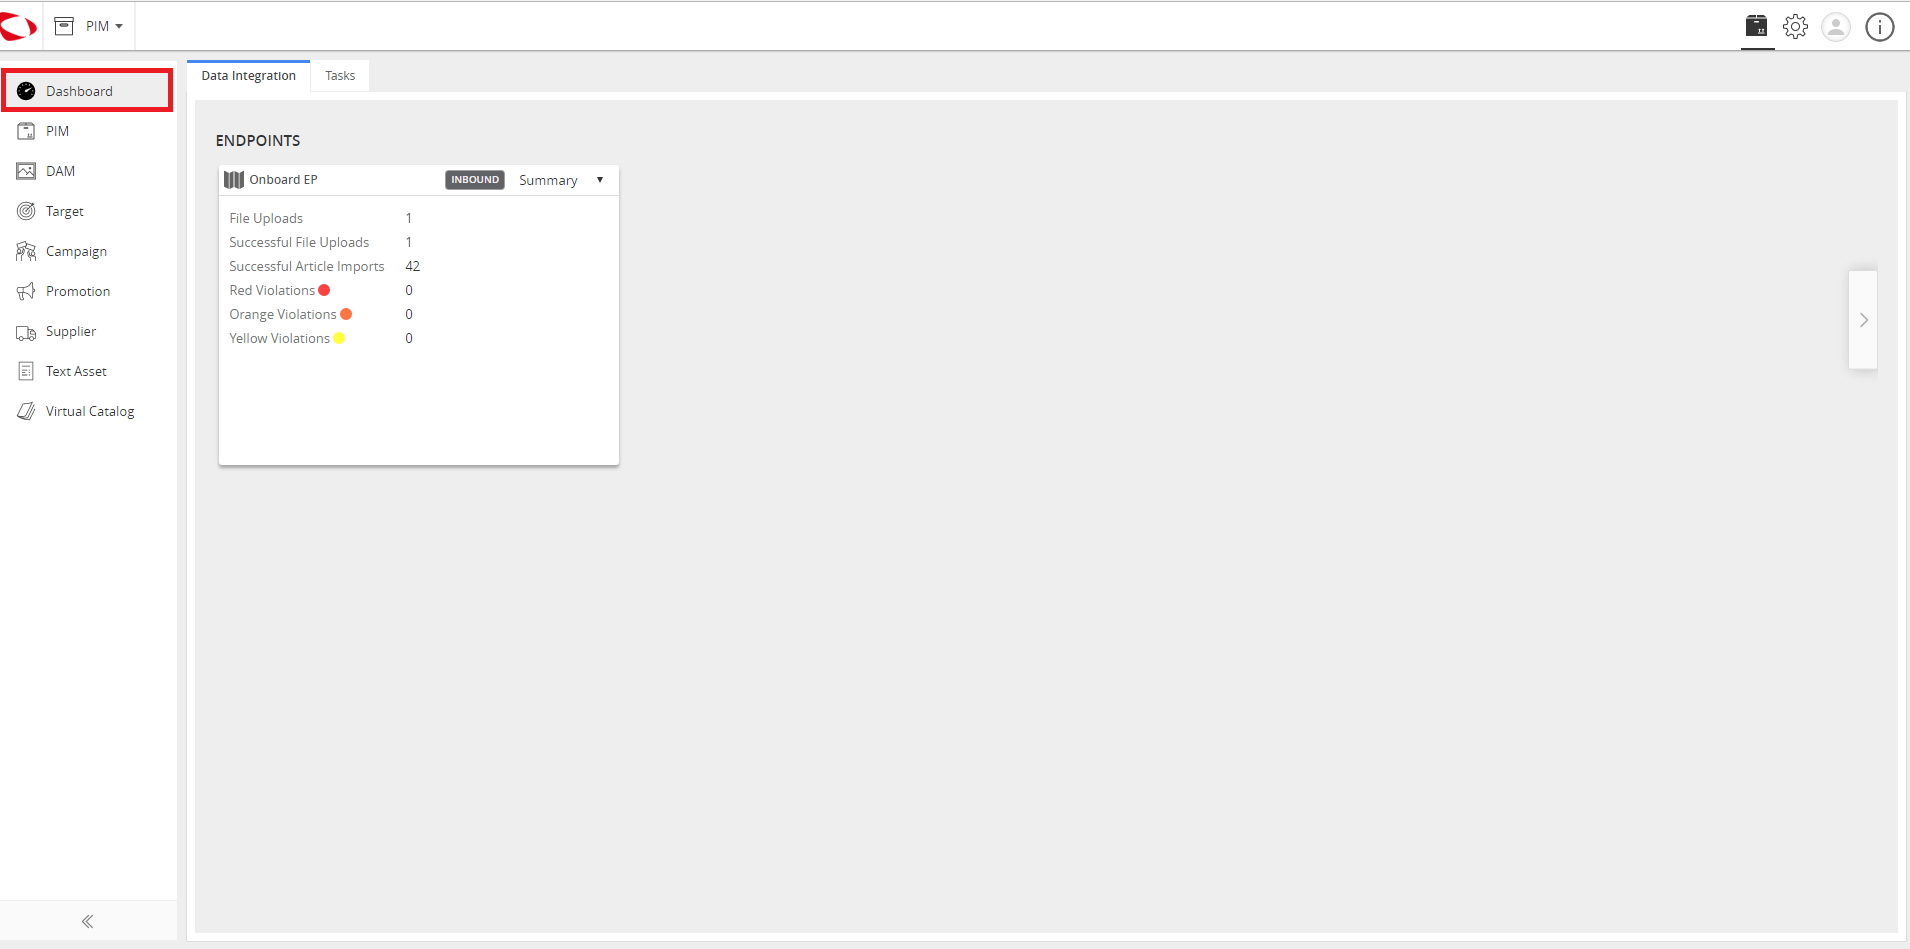 PIM
Dashboard
PIM
DAM
Target
Campaign
Promotion
Supplier
Text Asset
Virtual Catalog
Data Integration Tasks
ENDPOINTS
Onboard EP INBOUND Summary
File Uploads 1
Successful File Uploads 1
Successful Article Imports 42
Red Violations 0
Orange Violations 0
Yellow Violations 0